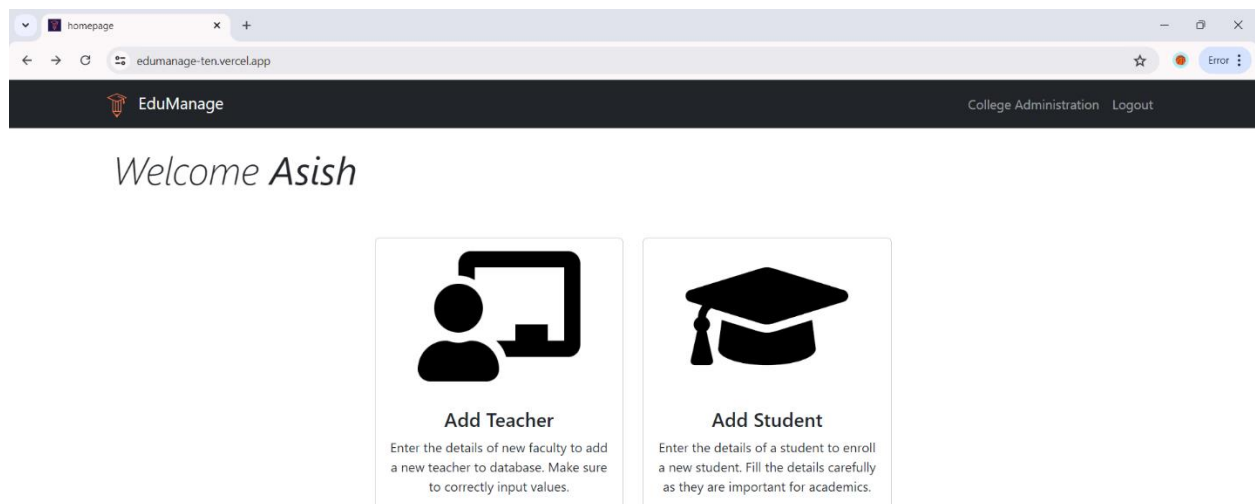 homepage
edumanage-ten.vercel.app
Error
EduManage
College Administration Logout
Welcome Asish
Add Teacher
Enter the details of new faculty to add
a new teacher to database. Make sure
to correctly input values.
Add Student
Enter the details of a student to enroll
a new student. Fill the details carefully
as they are important for academics.